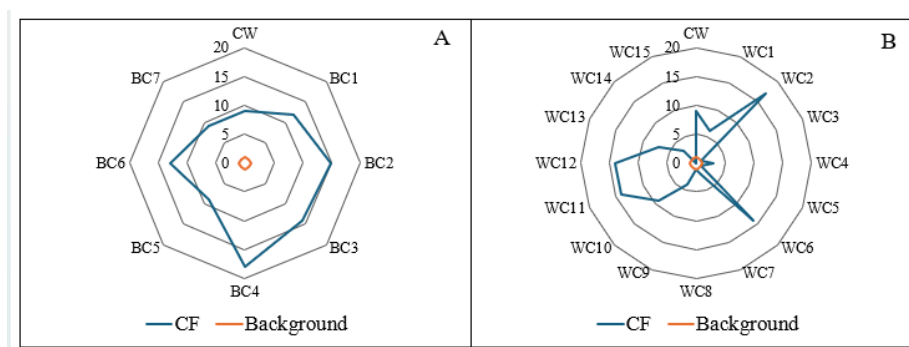 A
CW
BC1
BC2
BC3
BC4
BC5
BC6
BC7
20
15
10
5
0
CF
Background
B
CW
WC1
WC2
WC3
WC4
WC5
WC6
WC7
WC8
WC9
WC10
WC11
WC12
WC13
WC14
WC15
20
15
10
5
0
CF
Background